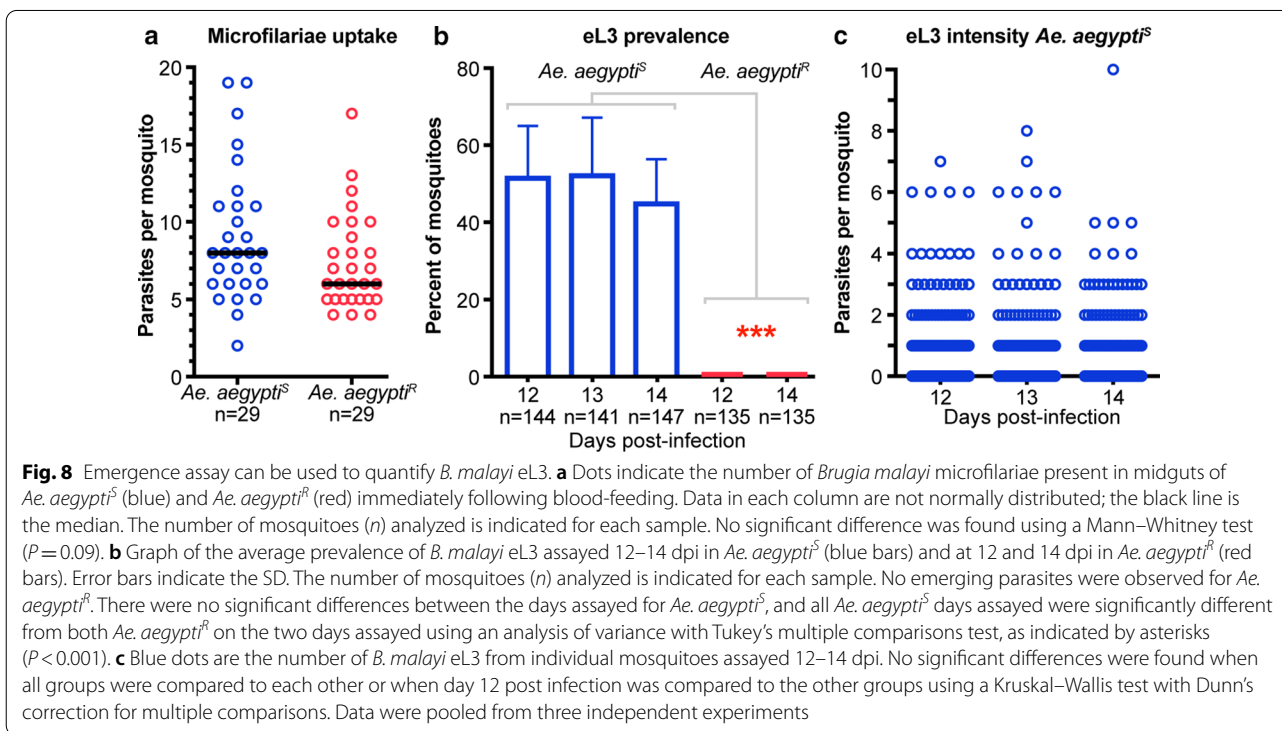 a Microfilariae uptake
Parasites per mosquito
20
15
10
5
0
Ae. aegyptiS
n=29
Ae. aegyptiR
n=29
b eL3 prevalence
Ae. aegyptiS Ae. aegyptiR
Percent of mosquitoes
80
60
40
20
0
***
12 13 14 12 14
n=144 n=141 n=147 n=135 n=135
Days post-infection
c eL3 intensity Ae. aegyptiS
Parasites per mosquito
10
8
6
4
2
0
12 13 14
Days post-infection
Fig. 8 Emergence assay can be used to quantify B. malayi eL3. a Dots indicate the number of Brugia malayi microfilariae present in midguts of
Ae. aegyptiS (blue) and Ae. aegyptiR (red) immediately following blood-feeding. Data in each column are not normally distributed; the black line is
the median. The number of mosquitoes (n) analyzed is indicated for each sample. No significant difference was found using a Mann–Whitney test
(P = 0.09). b Graph of the average prevalence of B. malayi eL3 assayed 12–14 dpi in Ae. aegyptiS (blue bars) and at 12 and 14 dpi in Ae. aegyptiR (red
bars). Error bars indicate the SD. The number of mosquitoes (n) analyzed is indicated for each sample. No emerging parasites were observed for Ae.
aegyptiR. There were no significant differences between the days assayed for Ae. aegyptiS, and all Ae. aegyptiS days assayed were significantly different
from both Ae. aegyptiR on the two days assayed using an analysis of variance with Tukey's multiple comparisons test, as indicated by asterisks
(P < 0.001). c Blue dots are the number of B. malayi eL3 from individual mosquitoes assayed 12–14 dpi. No significant differences were found when
all groups were compared to each other or when day 12 post infection was compared to the other groups using a Kruskal–Wallis test with Dunn's
correction for multiple comparisons. Data were pooled from three independent experiments